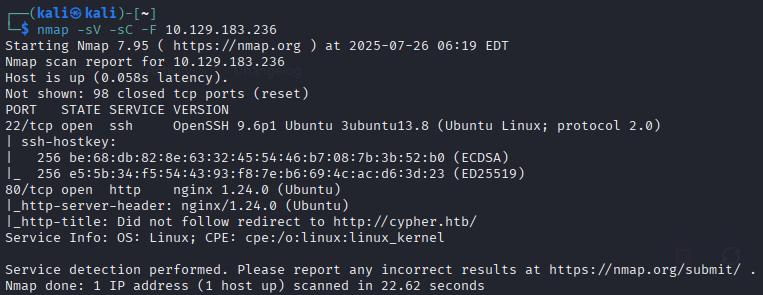 ┌──(kali㉿kali)-[~]
└─$ nmap -sV -sC -F 10.129.183.236
Starting Nmap 7.95 ( https://nmap.org ) at 2025-07-26 06:19 EDT
Nmap scan report for 10.129.183.236
Host is up (0.058s latency).
Not shown: 98 closed tcp ports (reset)
PORT   STATE SERVICE VERSION
22/tcp open  ssh     OpenSSH 9.6p1 Ubuntu 3ubuntu13.8 (Ubuntu Linux; protocol 2.0)
| ssh-hostkey:
|   256 be:68:db:82:8e:63:32:45:54:46:b7:08:7b:3b:52:b0 (ECDSA)
|_  256 e5:5b:34:f5:54:43:93:f8:7e:b6:69:4c:ac:d6:3d:23 (ED25519)
80/tcp open  http    nginx 1.24.0 (Ubuntu)
|_http-server-header: nginx/1.24.0 (Ubuntu)
|_http-title: Did not follow redirect to http://cypher.htb/
Service Info: OS: Linux; CPE: cpe:/o:linux:linux_kernel

Service detection performed. Please report any incorrect results at https://nmap.org/submit/ .
Nmap done: 1 IP address (1 host up) scanned in 22.62 seconds